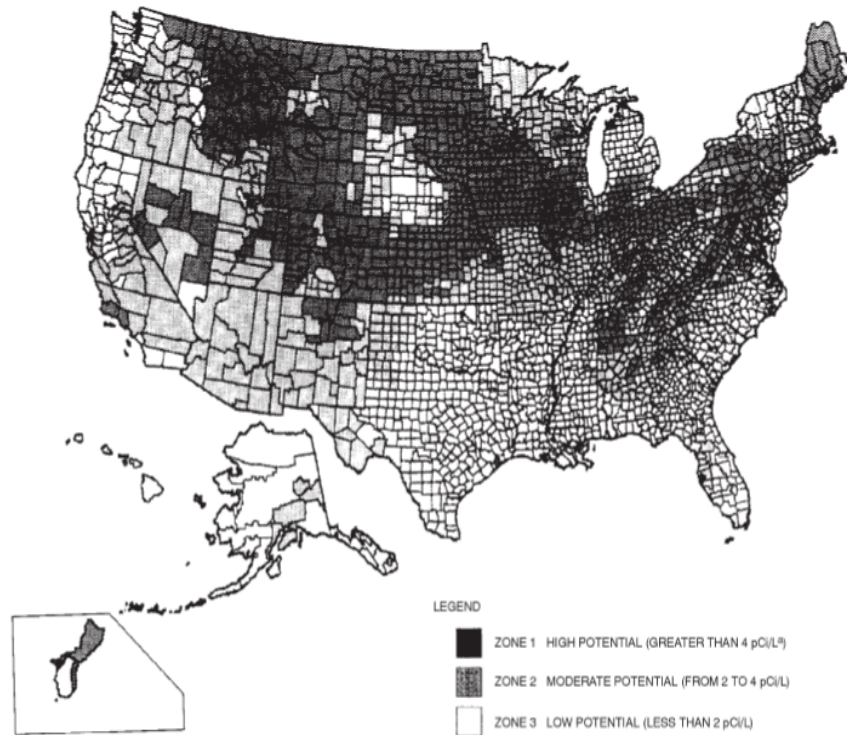 LEGEND
ZONE 1 HIGH POTENTIAL (GREATER THAN 4 pCi/Lª)
ZONE 2 MODERATE POTENTIAL (FROM 2 TO 4 pCi/L)
ZONE 3 LOW POTENTIAL (LESS THAN 2 pCi/L)